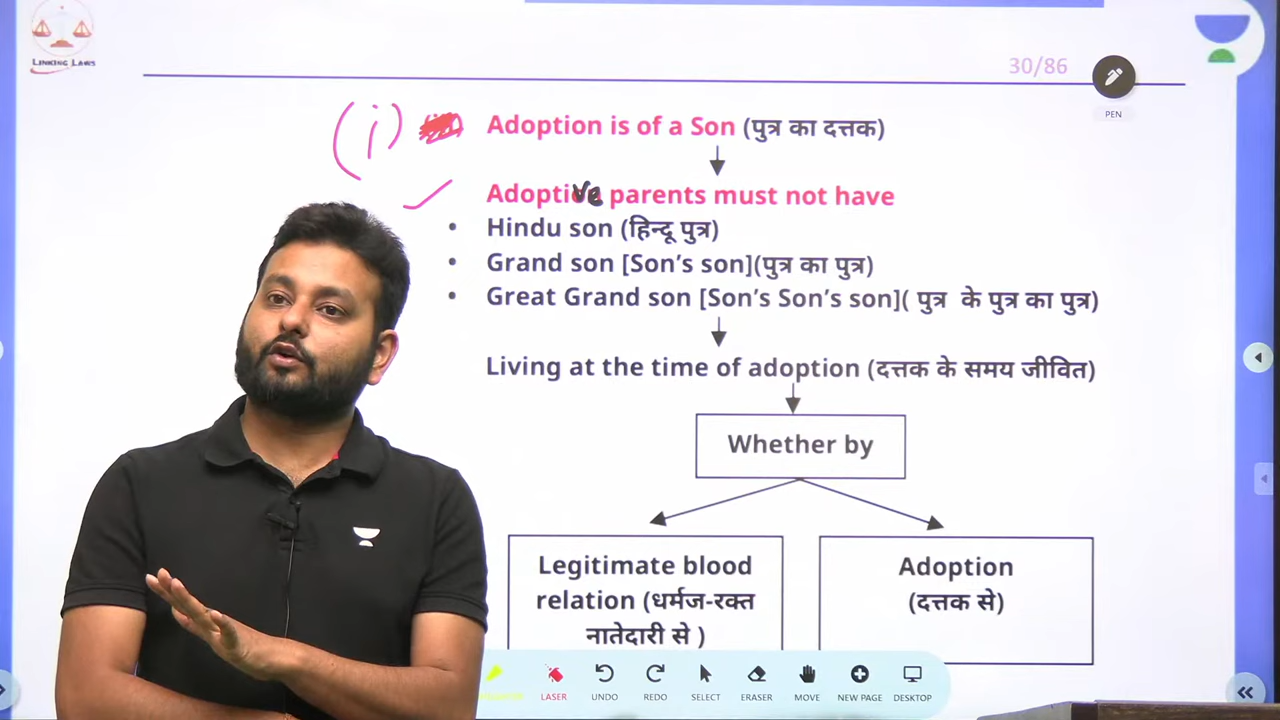 LINKING LAWS
30/86
PEN
(i) Adoption is of a Son (पुत्र का दत्तक)
Adoptive parents must not have
• Hindu son (हिन्दू पुत्र)
• Grand son [Son’s son](पुत्र का पुत्र)
• Great Grand son [Son’s Son’s son]( पुत्र के पुत्र का पुत्र)
Living at the time of adoption (दत्तक के समय जीवित)
Whether by
Legitimate blood
relation (धर्मज-रक्त
नातेदारी से )
Adoption
(दत्तक से)
LASER UNDO REDO SELECT ERASER MOVE NEW PAGE DESKTOP